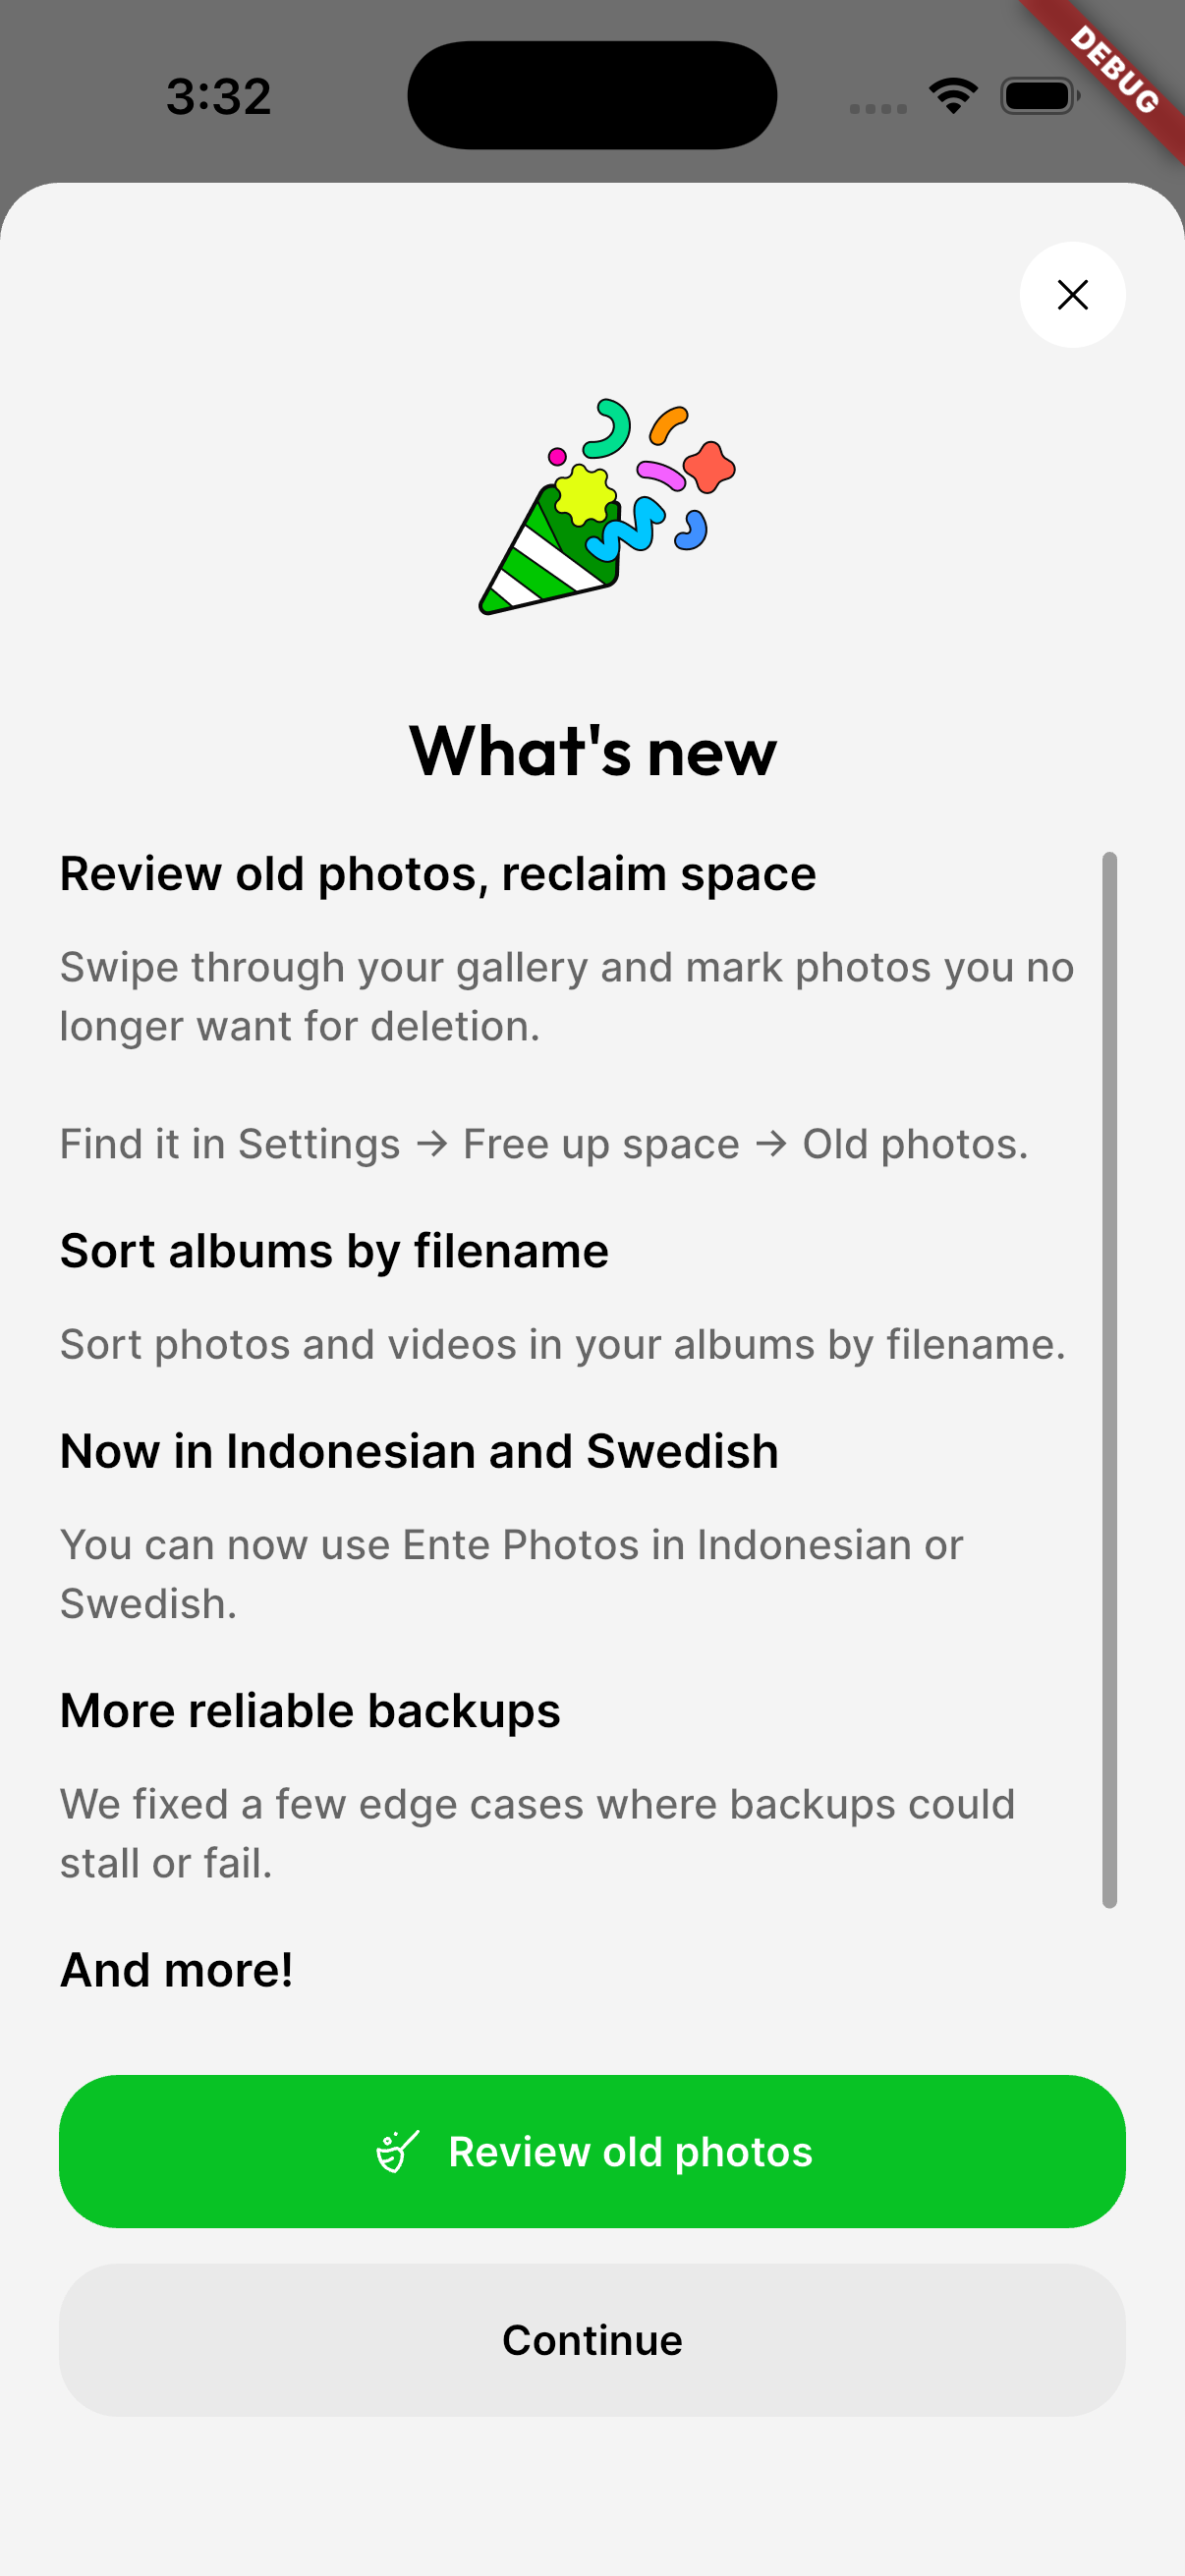 3:32
DEBUG
What's new
Review old photos, reclaim space
Swipe through your gallery and mark photos you no
longer want for deletion.
Find it in Settings → Free up space → Old photos.
Sort albums by filename
Sort photos and videos in your albums by filename.
Now in Indonesian and Swedish
You can now use Ente Photos in Indonesian or
Swedish.
More reliable backups
We fixed a few edge cases where backups could
stall or fail.
And more!
Review old photos
Continue